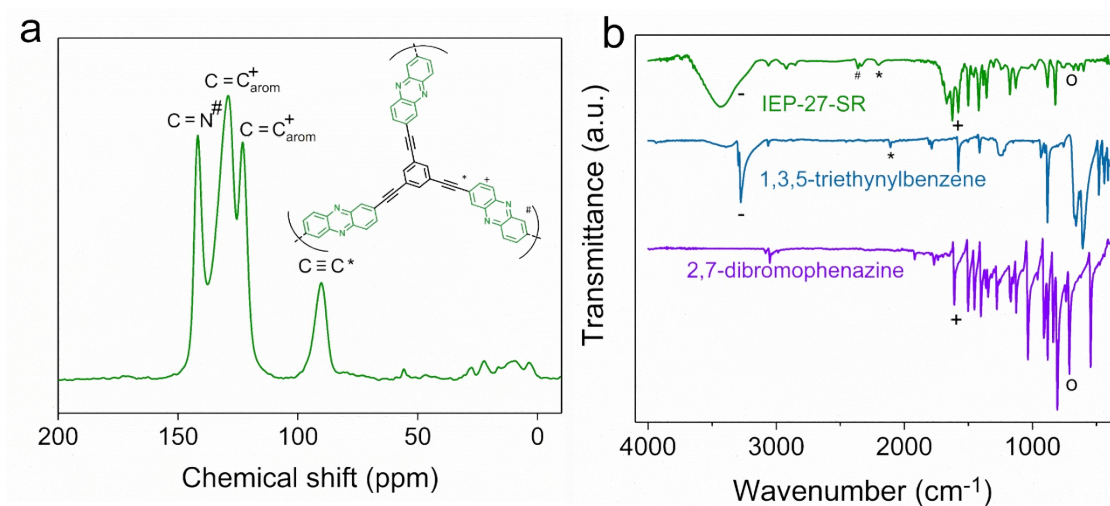 a
C=C+arom
C=N#
C=C+arom
N
N
N
N
N
N
*
+
#
C≡C*
200
150
100
50
0
Chemical shift (ppm)
b
#
*
o
-
IEP-27-SR
+
*
1,3,5-triethynylbenzene
-
2,7-dibromophenazine
+
o
Transmittance (a.u.)
4000
3000
2000
1000
Wavenumber (cm-1)